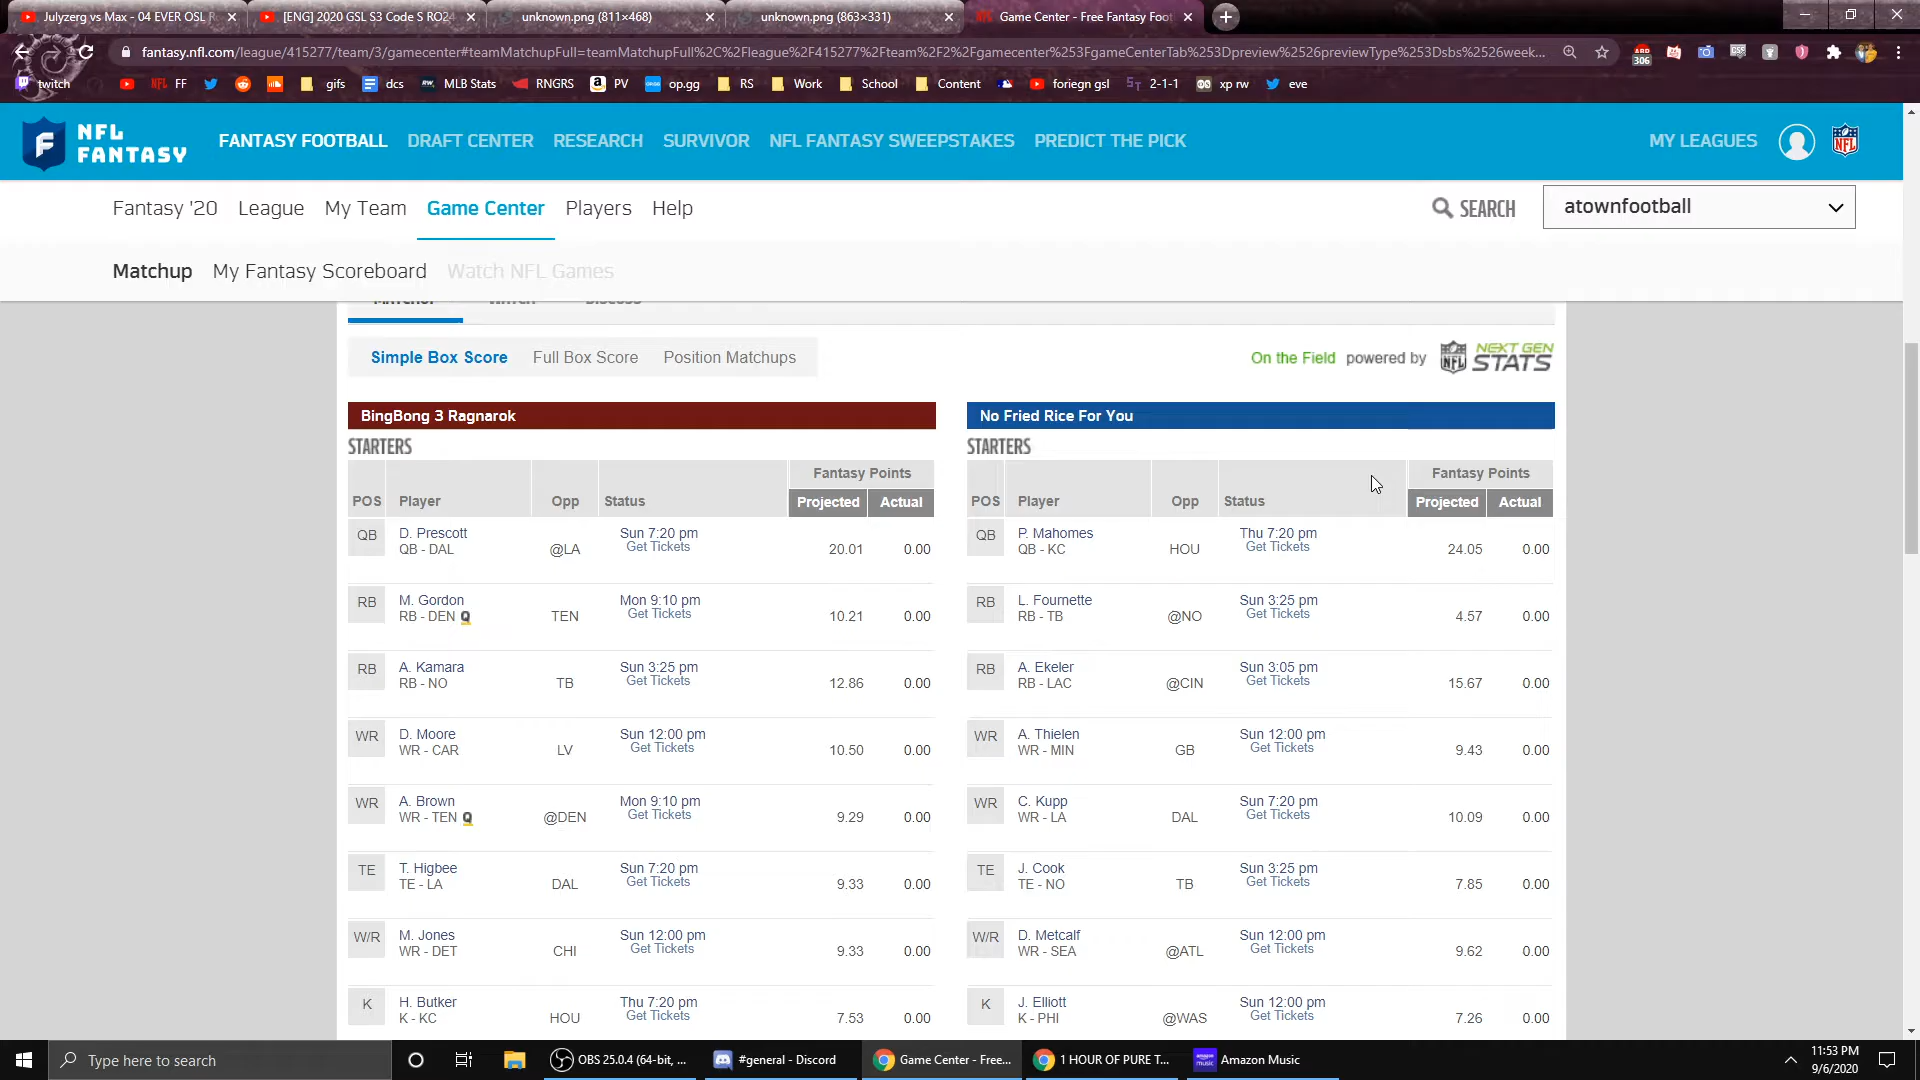 Julyzerg vs Max - 04 EVER OSL R
[ENG] 2020 GSL S3 Code S RO24
unknown.png (811×468)
unknown.png (863×331)
Game Center - Free Fantasy Foot
fantasy.nfl.com/league/415277/team/3/gamecenter#teamMatchupFull=teamMatchupFull%2C%2Fleague%2F415277%2Fteam%2F2%2Fgamecenter%253FgameCenterTab%253Dpreview%2526previewType%253Dsbs%2526week...
306
twitch
FF
gifs
dcs
MLB Stats
RNGRS
PV
op.gg
RS
Work
School
Content
foriegn gsl
2-1-1
xp rw
eve
NFL FANTASY
FANTASY FOOTBALL DRAFT CENTER RESEARCH SURVIVOR NFL FANTASY SWEEPSTAKES PREDICT THE PICK MY LEAGUES
Fantasy '20 League My Team Game Center Players Help SEARCH atownfootball
Matchup My Fantasy Scoreboard Watch NFL Games
Matchup Watch Discuss
Simple Box Score Full Box Score Position Matchups On the Field powered by NFL NEXT GEN STATS
BingBong 3 Ragnarok
STARTERS
Fantasy Points
POS Player Opp Status Projected Actual
QB D. Prescott Sun 7:20 pm
QB - DAL @LA Get Tickets 20.01 0.00
RB M. Gordon Mon 9:10 pm
RB - DEN Q TEN Get Tickets 10.21 0.00
RB A. Kamara Sun 3:25 pm
RB - NO TB Get Tickets 12.86 0.00
WR D. Moore Sun 12:00 pm
WR - CAR LV Get Tickets 10.50 0.00
WR A. Brown Mon 9:10 pm
WR - TEN Q @DEN Get Tickets 9.29 0.00
TE T. Higbee Sun 7:20 pm
TE - LA DAL Get Tickets 9.33 0.00
W/R M. Jones Sun 12:00 pm
WR - DET CHI Get Tickets 9.33 0.00
K H. Butker Thu 7:20 pm
K - KC HOU Get Tickets 7.53 0.00
No Fried Rice For You
STARTERS
Fantasy Points
POS Player Opp Status Projected Actual
QB P. Mahomes Thu 7:20 pm
QB - KC HOU Get Tickets 24.05 0.00
RB L. Fournette Sun 3:25 pm
RB - TB @NO Get Tickets 4.57 0.00
RB A. Ekeler Sun 3:05 pm
RB - LAC @CIN Get Tickets 15.67 0.00
WR A. Thielen Sun 12:00 pm
WR - MIN GB Get Tickets 9.43 0.00
WR C. Kupp Sun 7:20 pm
WR - LA DAL Get Tickets 10.09 0.00
TE J. Cook Sun 3:25 pm
TE - NO TB Get Tickets 7.85 0.00
W/R D. Metcalf Sun 12:00 pm
WR - SEA @ATL Get Tickets 9.62 0.00
K J. Elliott Sun 12:00 pm
K - PHI @WAS Get Tickets 7.26 0.00
Type here to search
OBS 25.0.4 (64-bit, ...
#general - Discord
Game Center - Free...
1 HOUR OF PURE T...
Amazon Music
11:53 PM
9/6/2020